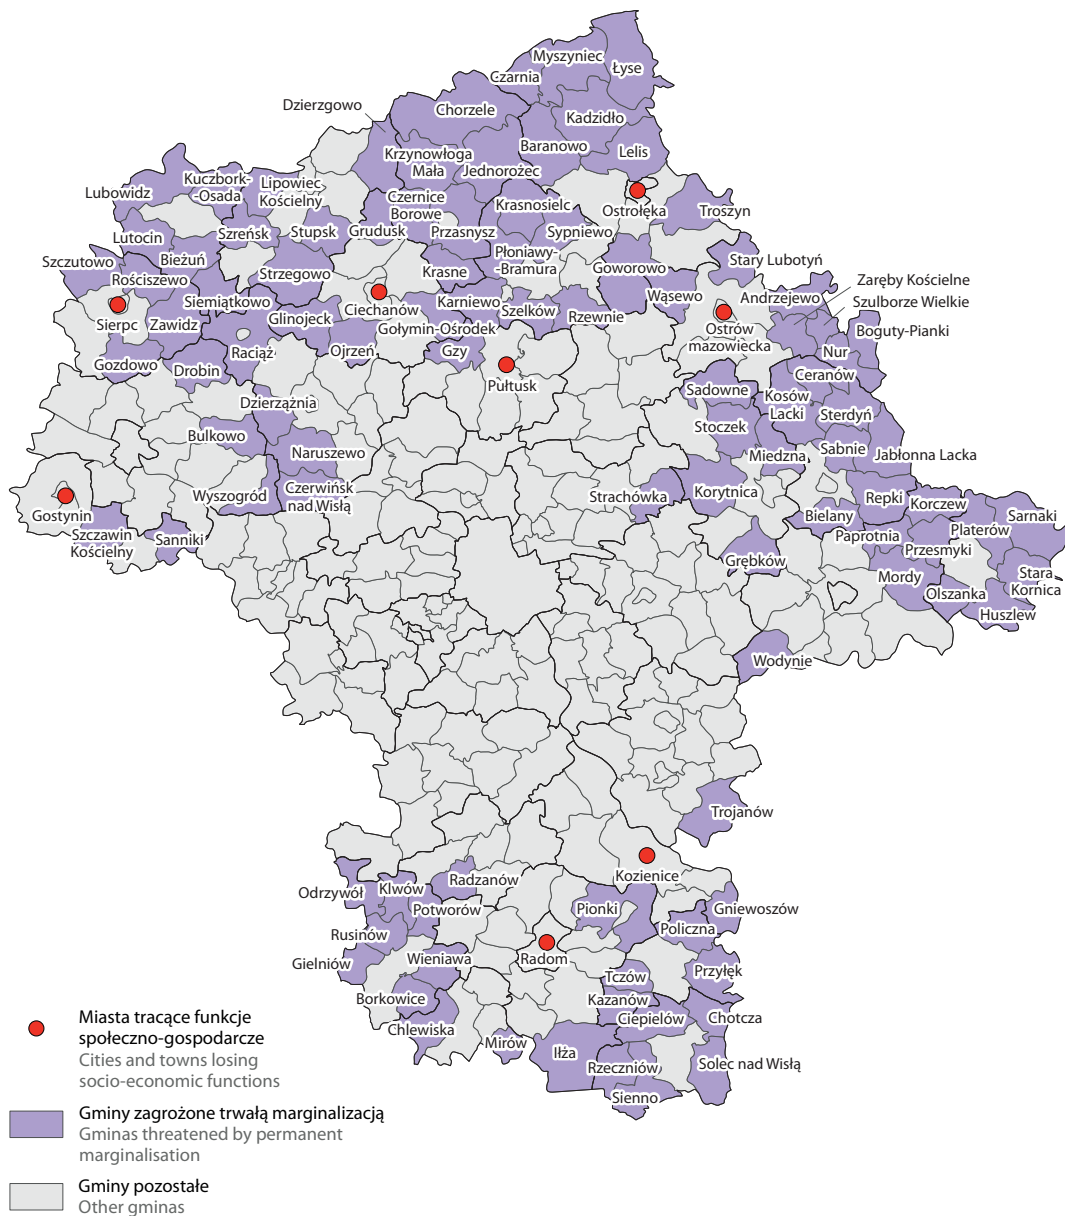 Myszyniec
Łyse
Czarnia
Dzierzgowo
Chorzele
Kadzidło
Baranowo
Krzynowłoga
Mała
Jednorożec
Lelis
Kuczbork-
-Osada
Lipowiec
Kościelny
Lubowidz
Czernice
Borowe
Krasnosielc
Ostrołęka
Troszyn
Lutocin
Szreńsk
Stupsk
Grudusk
Przasnysz
Sypniewo
Bieżuń
Płoniawy-
-Bramura
Stary Lubotyń
Szczutowo
Rościszewo
Strzegowo
Krasne
Goworowo
Zaręby Kościelne
Siemiątkowo
Karniewo
Wąsewo
Andrzejewo
Szulborze Wielkie
Sierpc
Zawidz
Glinojeck
Ciechanów
Gołymin-Ośrodek
Szelków
Rzewnie
Ostrów
mazowiecka
Boguty-Pianki
Gozdowo
Drobin
Raciąż
Ojrzeń
Gzy
Nur
Pułtusk
Ceranów
Sadowne
Kosów
Lacki
Dzierzążnia
Stoczek
Sterdyń
Bulkowo
Naruszewo
Miedzna
Sabnie
Jabłonna Lacka
Wyszogród
Czerwińsk
nad Wisłą
Strachówka
Korytnica
Repki
Korczew
Gostynin
Szczawin
Kościelny
Sanniki
Bielany
Paprotnia
Platerów
Sarnaki
Przesmyki
Grębków
Mordy
Stara
Kornica
Olszanka
Huszlew
Wodynie
Trojanów
Kozienice
Odrzywół
Klwów
Radzanów
Potworów
Pionki
Gniewoszów
Rusinów
Policzna
Gielniów
Wieniawa
Radom
Tczów
Przyłęk
Borkowice
Kazanów
Chlewiska
Ciepielów
Chotcza
Mirów
Iłża
Rzeczniów
Solec nad Wisłą
Sienno
Miasta tracące funkcje
społeczno-gospodarcze
Cities and towns losing
socio-economic functions
Gminy zagrożone trwałą marginalizacją
Gminas threatened by permanent
marginalisation
Gminy pozostałe
Other gminas